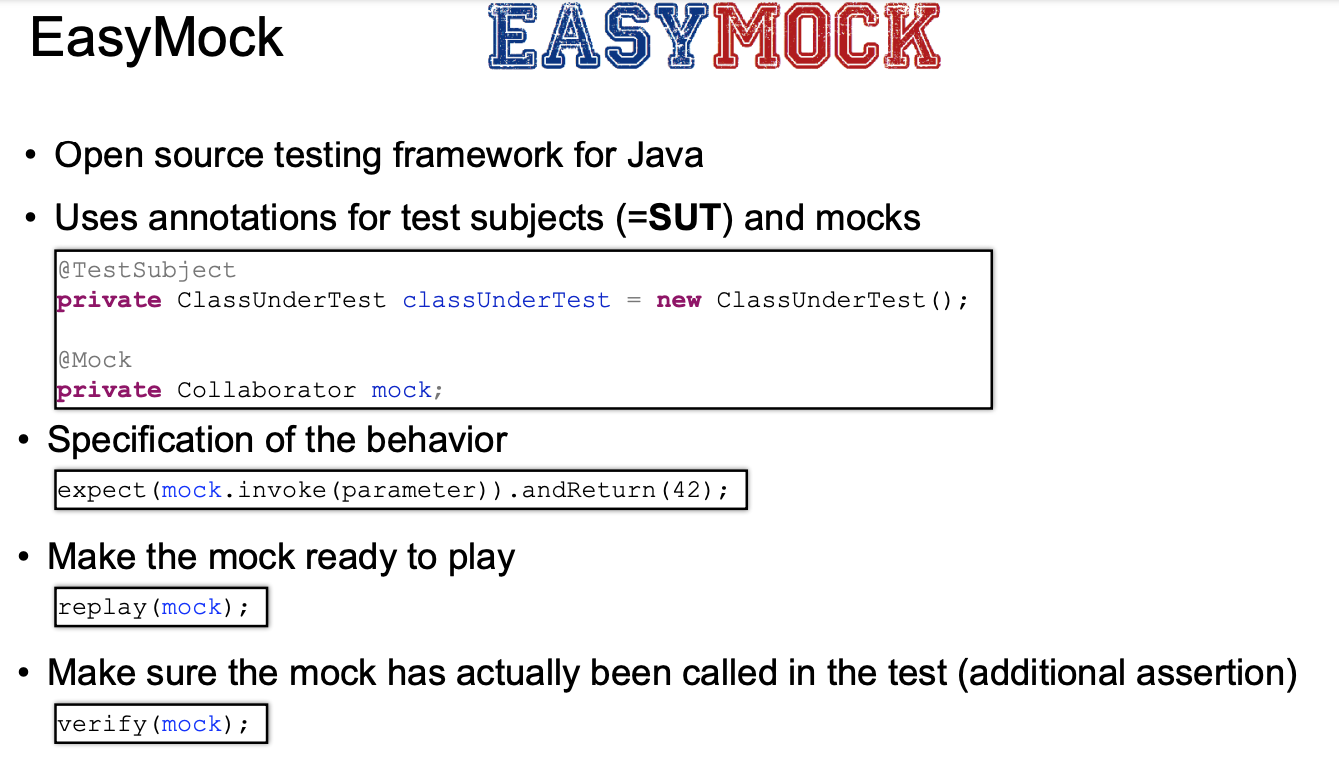 EasyMock
EASYMOCK
• Open source testing framework for Java
• Uses annotations for test subjects (=SUT) and mocks
@TestSubject
private ClassUnderTest classUnderTest = new ClassUnderTest();
@Mock
private Collaborator mock;
• Specification of the behavior
expect(mock.invoke(parameter)).andReturn(42);
• Make the mock ready to play
replay(mock);
• Make sure the mock has actually been called in the test (additional assertion)
verify(mock);